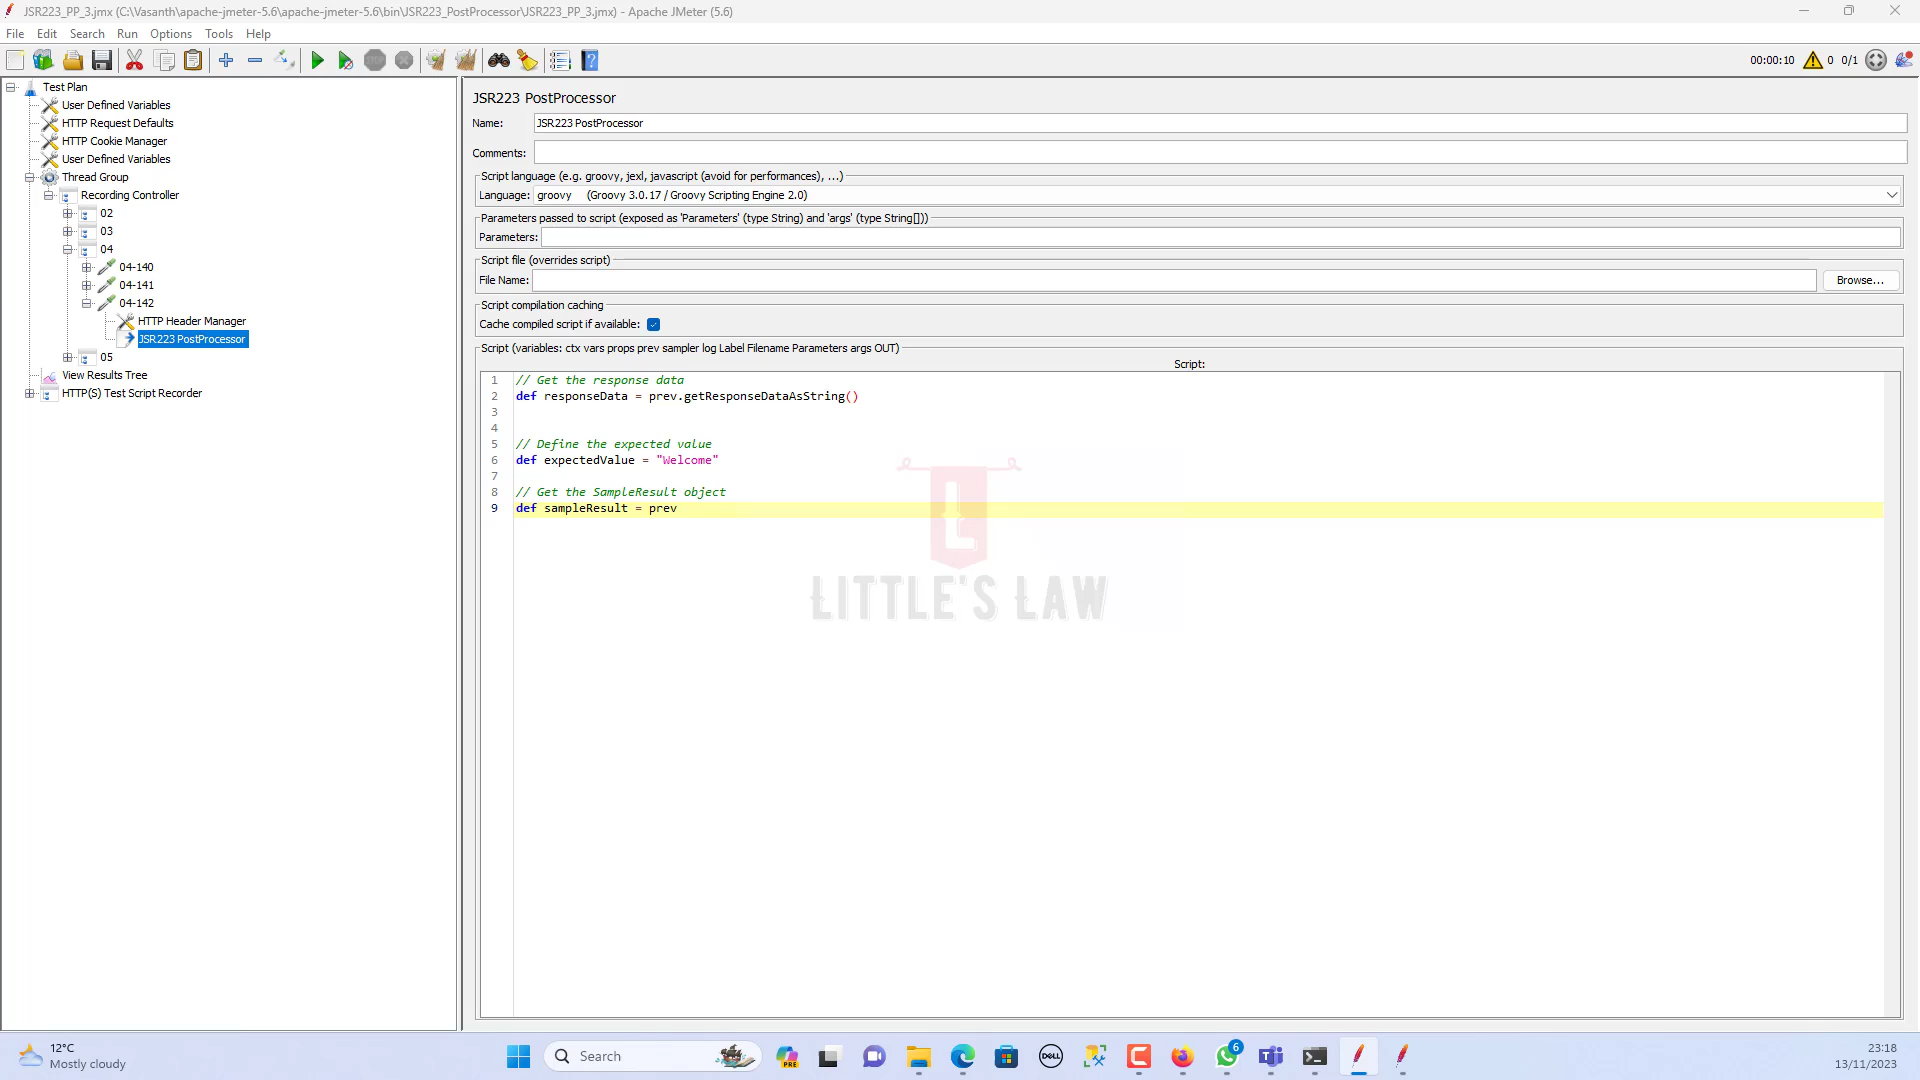 JSR223_PP_3.jmx (C:\Vasanth\apache-jmeter-5.6\apache-jmeter-5.6\bin\JSR223_PostProcessor\JSR223_PP_3.jmx) - Apache JMeter (5.6)
File Edit Search Run Options Tools Help
00:00:10 0 0/1
Test Plan
User Defined Variables
HTTP Request Defaults
HTTP Cookie Manager
User Defined Variables
Thread Group
Recording Controller
02
03
04
04-140
04-141
04-142
HTTP Header Manager
JSR223 PostProcessor
05
View Results Tree
HTTP(S) Test Script Recorder
JSR223 PostProcessor
Name: JSR223 PostProcessor
Comments:
Script language (e.g. groovy, jexl, javascript (avoid for performances), ...)
Language: groovy (Groovy 3.0.17 / Groovy Scripting Engine 2.0)
Parameters passed to script (exposed as 'Parameters' (type String) and 'args' (type String[]))
Parameters:
Script file (overrides script)
File Name: Browse...
Script compilation caching
Cache compiled script if available:
Script (variables: ctx vars props prev sampler log Label Filename Parameters args OUT)
Script:
1 // Get the response data
2 def responseData = prev.getResponseDataAsString()
3
4
5 // Define the expected value
6 def expectedValue = "Welcome"
7
8 // Get the SampleResult object
9 def sampleResult = prev
L
LITTLE'S LAW
12°C
Mostly cloudy
Search
PRE
DELL
6
23:18
13/11/2023